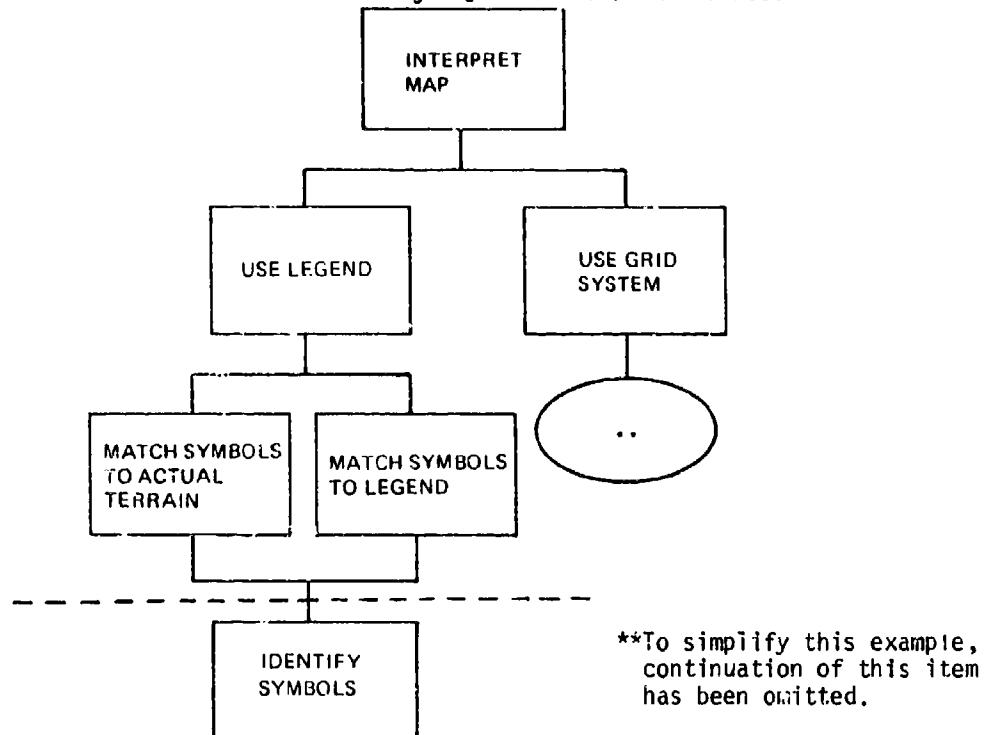 INTERPRET
MAP
USE LEGEND
USE GRID
SYSTEM
MATCH SYMBOLS
TO ACTUAL
TERRAIN
MATCH SYMBOLS
TO LEGEND
..
IDENTIFY
SYMBOLS
**To simplify this example,
continuation of this item
has been omitted.